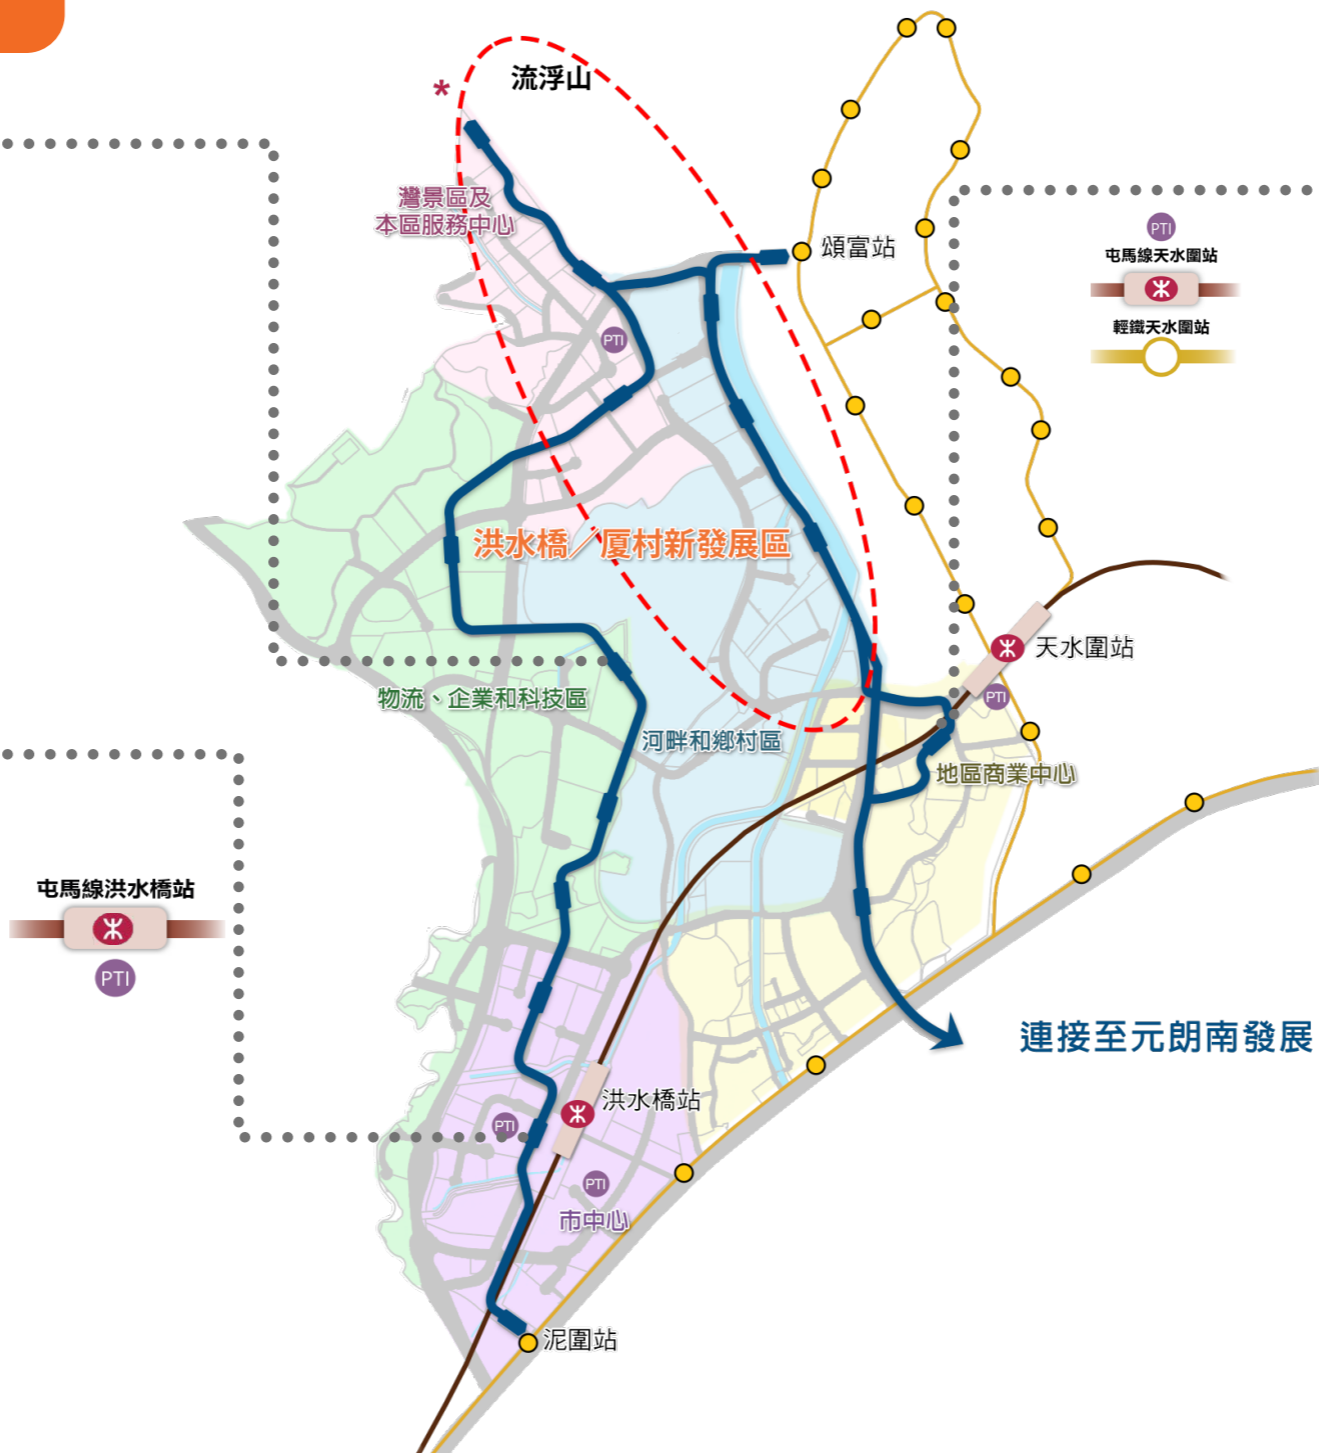 流浮山
*
灣景區及
本區服務中心
頌富站
PTI
屯馬線天水圍站
輕鐵天水圍站
PTI
洪水橋／厦村新發展區
天水圍站
PTI
物流、企業和科技區
河畔和鄉村區
地區商業中心
屯馬線洪水橋站
PTI
連接至元朗南發展
洪水橋站
PTI
PTI
市中心
泥圍站